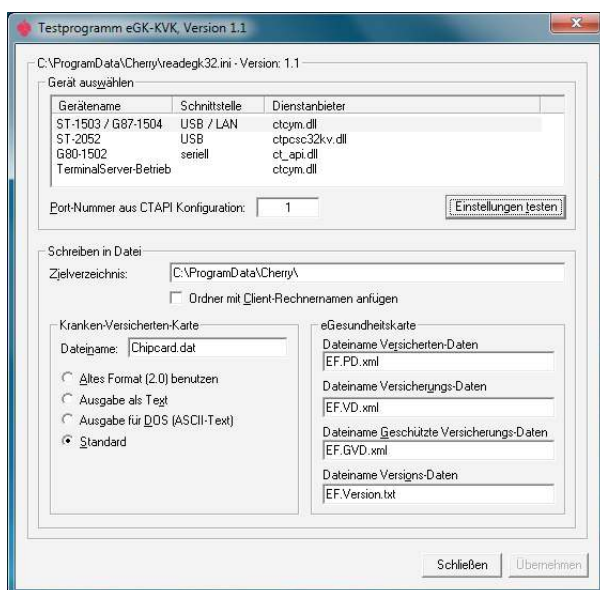 Testprogramm eGK-KVK, Version 1.1
C:\ProgramData\Cherry\readegk32.ini - Version: 1.1
Gerät auswählen
Gerätename Schnittstelle Dienstanbieter
ST-1503 / G87-1504 USB / LAN ctcym.dll
ST-2052 USB ctpcsc32kv.dll
G80-1502 seriell ct_api.dll
TerminalServer-Betrieb ctcym.dll
Port-Nummer aus CTAPI Konfiguration: 1 Einstellungen testen
Schreiben in Datei
Zielverzeichnis: C:\ProgramData\Cherry\
Ordner mit Client-Rechnernamen anfügen
Kranken-Versicherten-Karte
Dateiname: Chipcard.dat
Altes Format (2.0) benutzen
Ausgabe als Text
Ausgabe für DOS (ASCII-Text)
Standard
eGesundheitskarte
Dateiname Versicherten-Daten
EF.PD.xml
Dateiname Versicherungs-Daten
EF.VD.xml
Dateiname Geschützte Versicherungs-Daten
EF.GVD.xml
Dateiname Versions-Daten
EF.Version.txt
Schließen Übernehmen